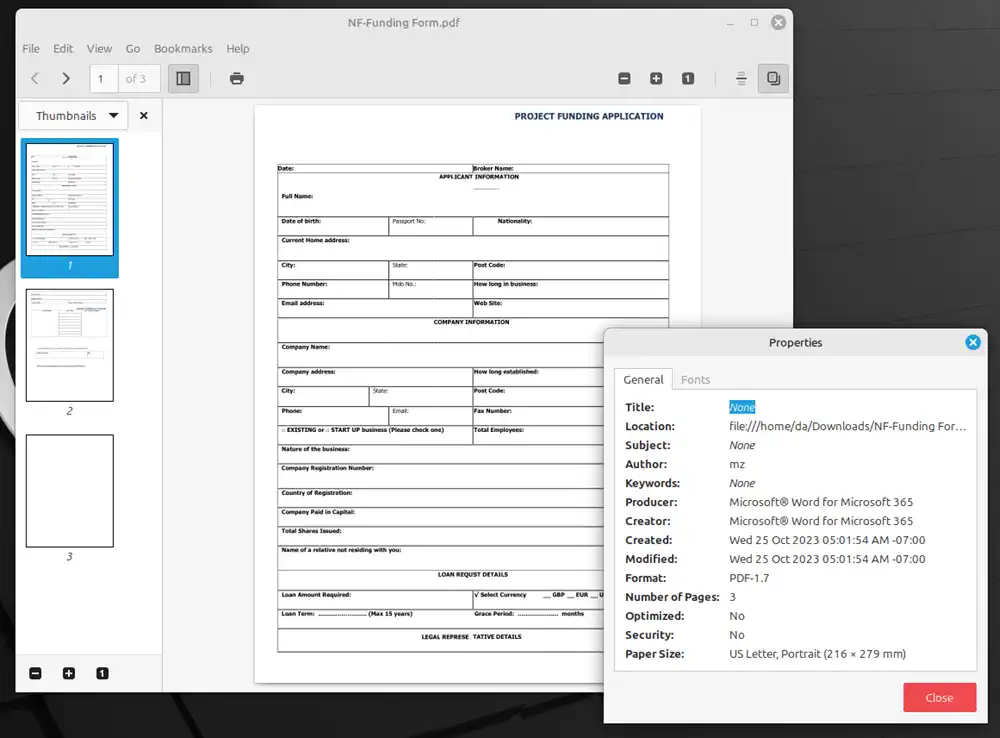 NF-Funding Form.pdf
File Edit View Go Bookmarks Help
1 of 3 1
Thumbnails
1
2
3
1
PROJECT FUNDING APPLICATION
Date: Broker Name:
APPLICANT INFORMATION
Full Name:
Date of birth: Passport No: Nationality:
Current Home address:
City: State: Post Code:
Phone Number: Mob No.: How long in business:
Email address: Web Site:
COMPANY INFORMATION
Company Name:
Company address: How long established:
City: State: Post Code:
Phone: Email: Fax Number:
EXISTING or START UP business (Please check one) Total Employees:
Nature of the business:
Company Registration Number:
Country of Registration:
Company Paid in Capital:
Total Shares Issued:
Name of a relative not residing with you:
LOAN REQUST DETAILS
Loan Amount Required: √ Select Currency __ GBP __ EUR __ U
Loan Term: ........................ (Max 15 years) Grace Period: ..................... months
LEGAL REPRESE TATIVE DETAILS
Properties
General Fonts
Title: None
Location: file:///home/da/Downloads/NF-Funding For...
Subject: None
Author: mz
Keywords: None
Producer: Microsoft® Word for Microsoft 365
Creator: Microsoft® Word for Microsoft 365
Created: Wed 25 Oct 2023 05:01:54 AM -07:00
Modified: Wed 25 Oct 2023 05:01:54 AM -07:00
Format: PDF-1.7
Number of Pages: 3
Optimized: No
Security: No
Paper Size: US Letter, Portrait (216 × 279 mm)
Close